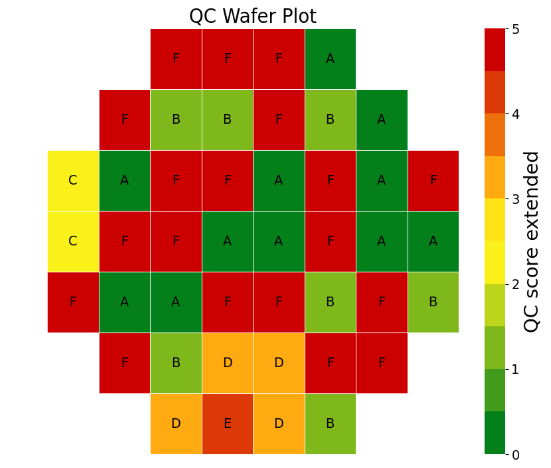 QC Wafer Plot
F F F A
F B B F B A
C A F F A F A F
C F F A A F A A
F A A F F B F B
F B D D F F
D E D B
5
4
3
2
1
0
QC score extended